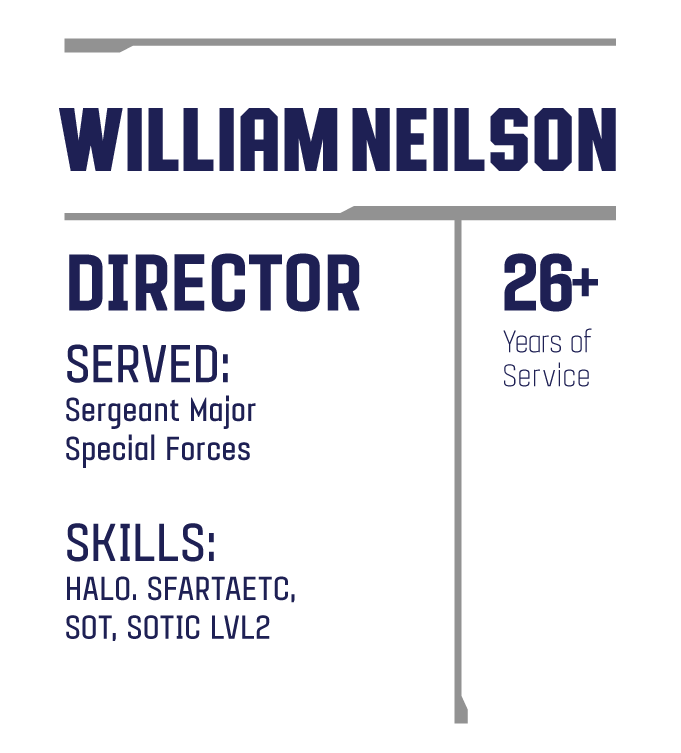 WILLIAM NEILSON
DIRECTOR
SERVED:
Sergeant Major
Special Forces
SKILLS:
HALO. SFARTAETC,
SOT, SOTIC LVL2
26+
Years of
Service